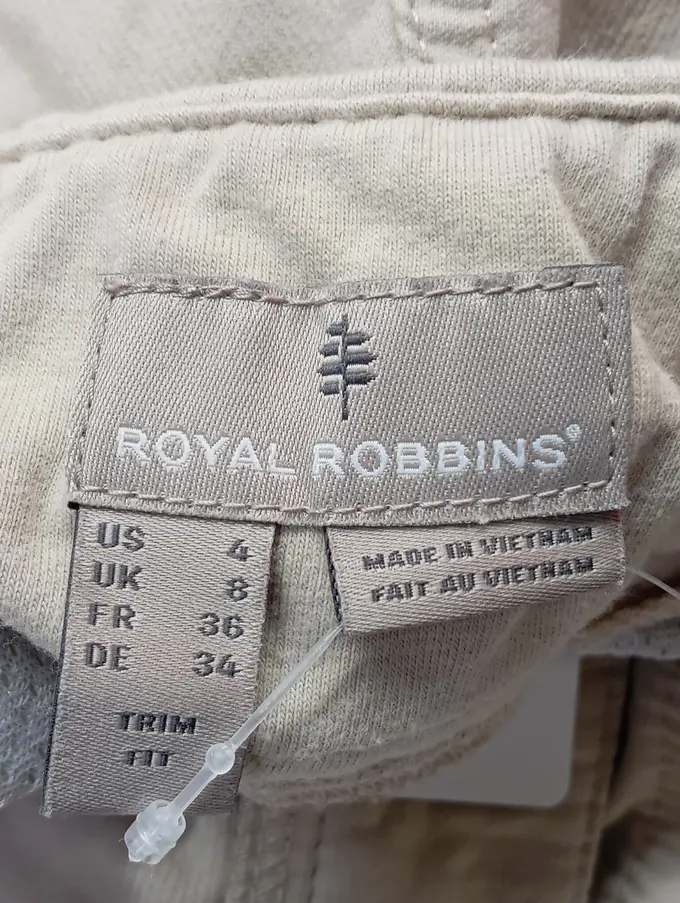 ROYAL ROBBINS®
US 4
UK 8
FR 36
DE 34
TRIM
FIT
MADE IN VIETNAM
FAIT AU VIETNAM